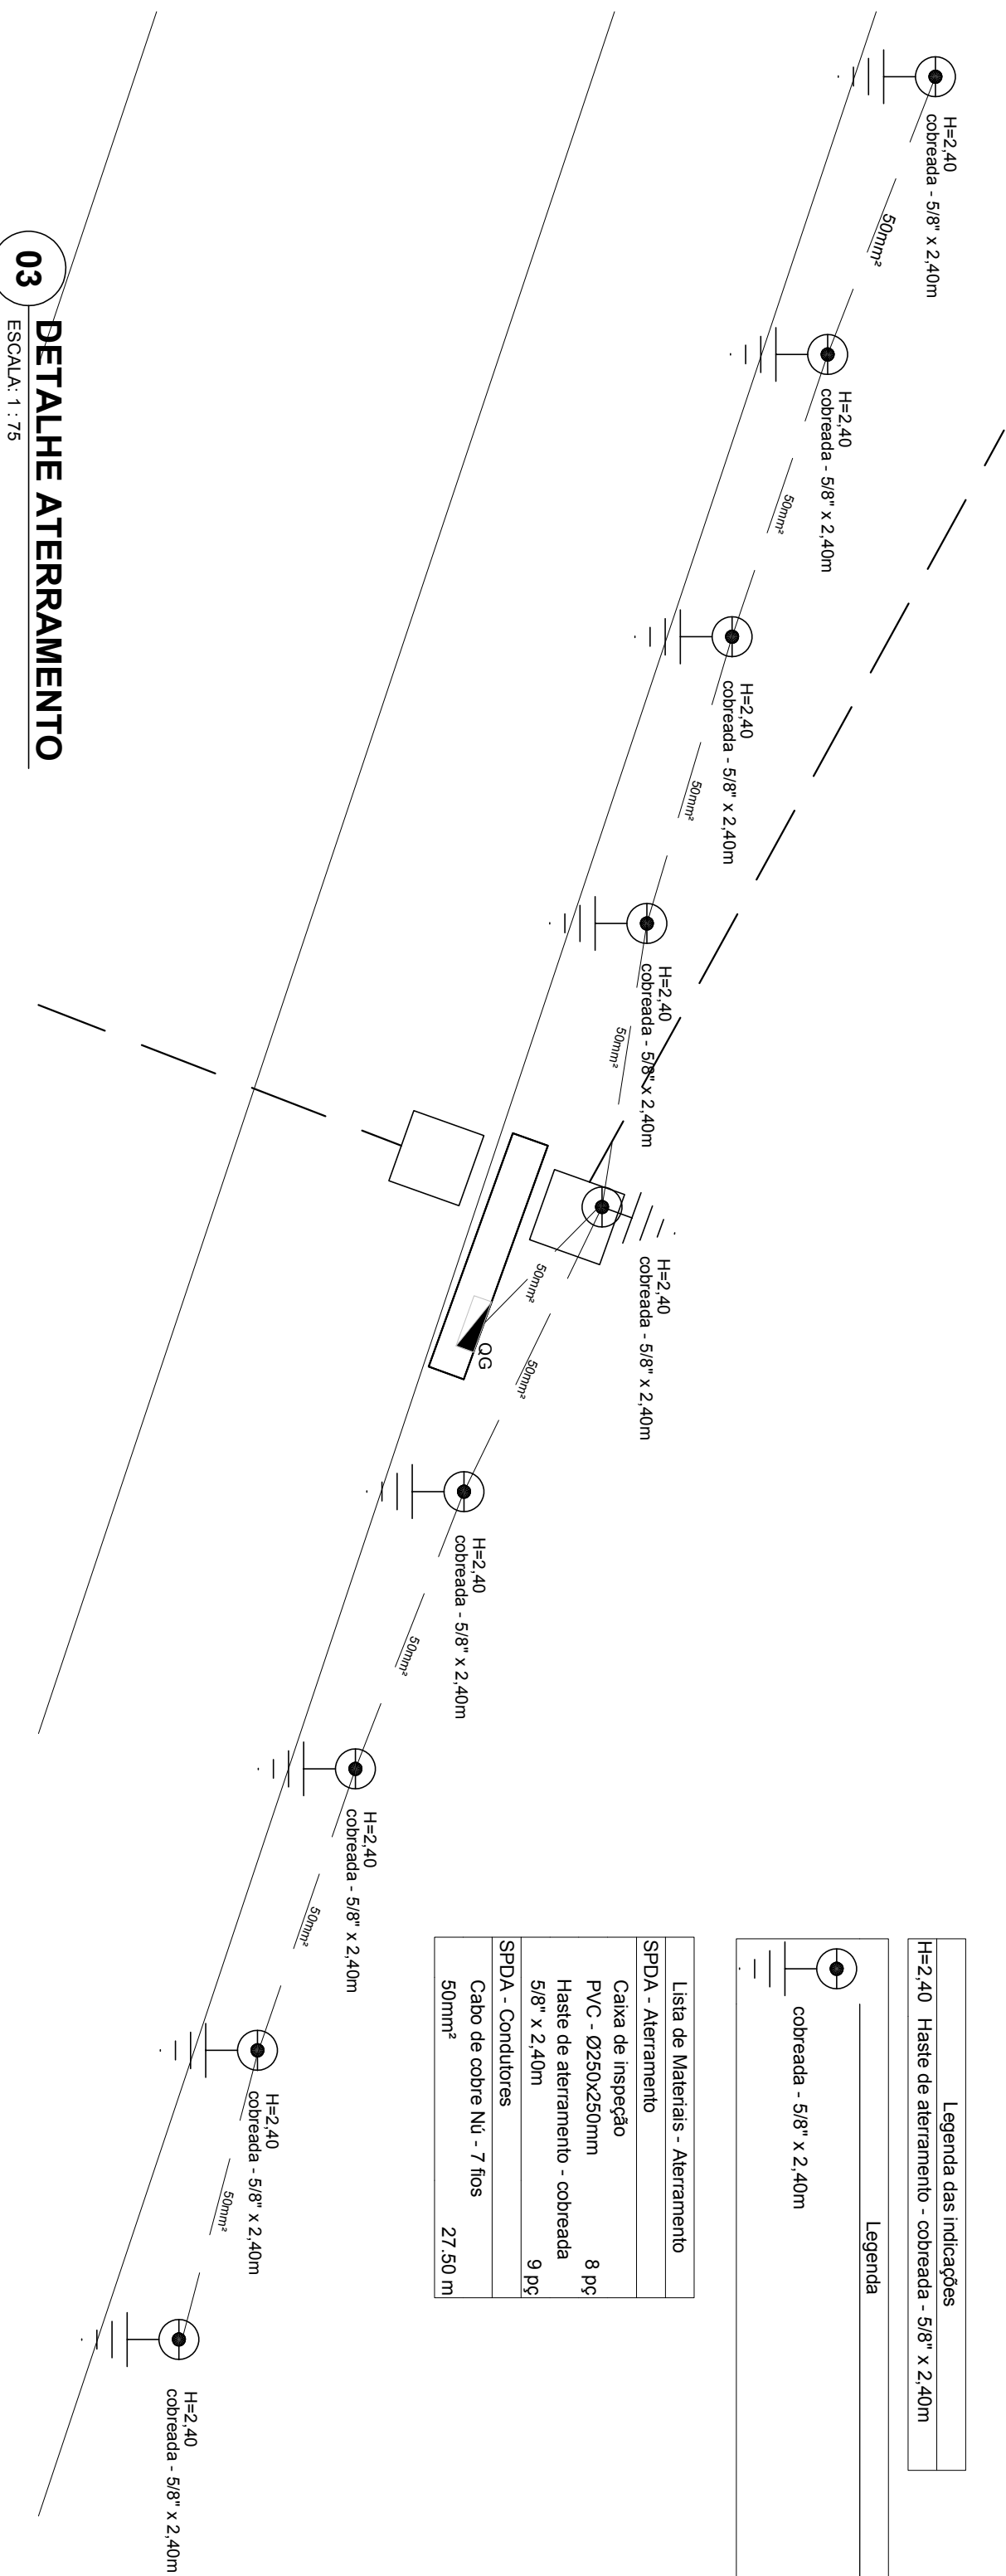 H=2,40
cobreada - 5/8" x 2,40m
50mm²
H=2,40
cobreada - 5/8" x 2,40m
50mm²
H=2,40
cobreada - 5/8" x 2,40m
50mm²
H=2,40
cobreada - 5/8" x 2,40m
50mm²
H=2,40
cobreada - 5/8" x 2,40m
50mm²
QG
50mm²
H=2,40
cobreada - 5/8" x 2,40m
50mm²
H=2,40
cobreada - 5/8" x 2,40m
50mm²
H=2,40
cobreada - 5/8" x 2,40m
50mm²
H=2,40
cobreada - 5/8" x 2,40m
Legenda das indicações
H=2,40 Haste de aterramento - cobreada - 5/8" x 2,40m
Legenda
cobreada - 5/8" x 2,40m
Lista de Materiais - Aterramento
SPDA - Aterramento
Caixa de inspeção
PVC - Ø250x250mm 8 pç
Haste de aterramento - cobreada
5/8" x 2,40m 9 pç
SPDA - Condutores
Cabo de cobre Nú - 7 fios
50mm² 27.50 m
03
DETALHE ATERRAMENTO
ESCALA: 1 : 75